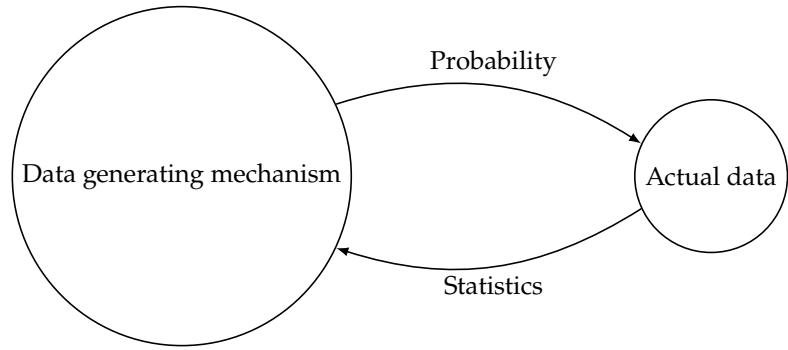 Probability
Data generating mechanism
Actual data
Statistics